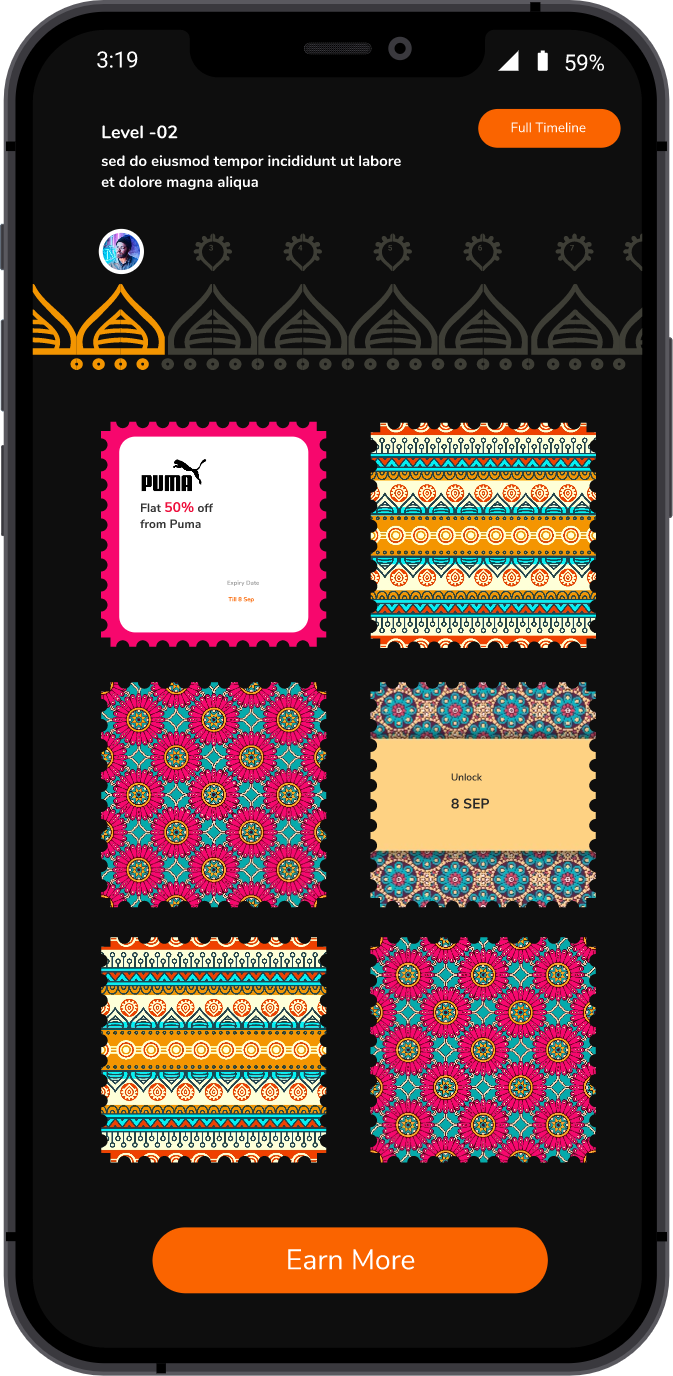 3:19
59%
Level -02
Full Timeline
sed do eiusmod tempor incididunt ut labore
et dolore magna aliqua
3
4
5
6
7
PUMA
Flat 50% off
from Puma
Expiry Date
Till 8 Sep
Unlock
8 SEP
Earn More